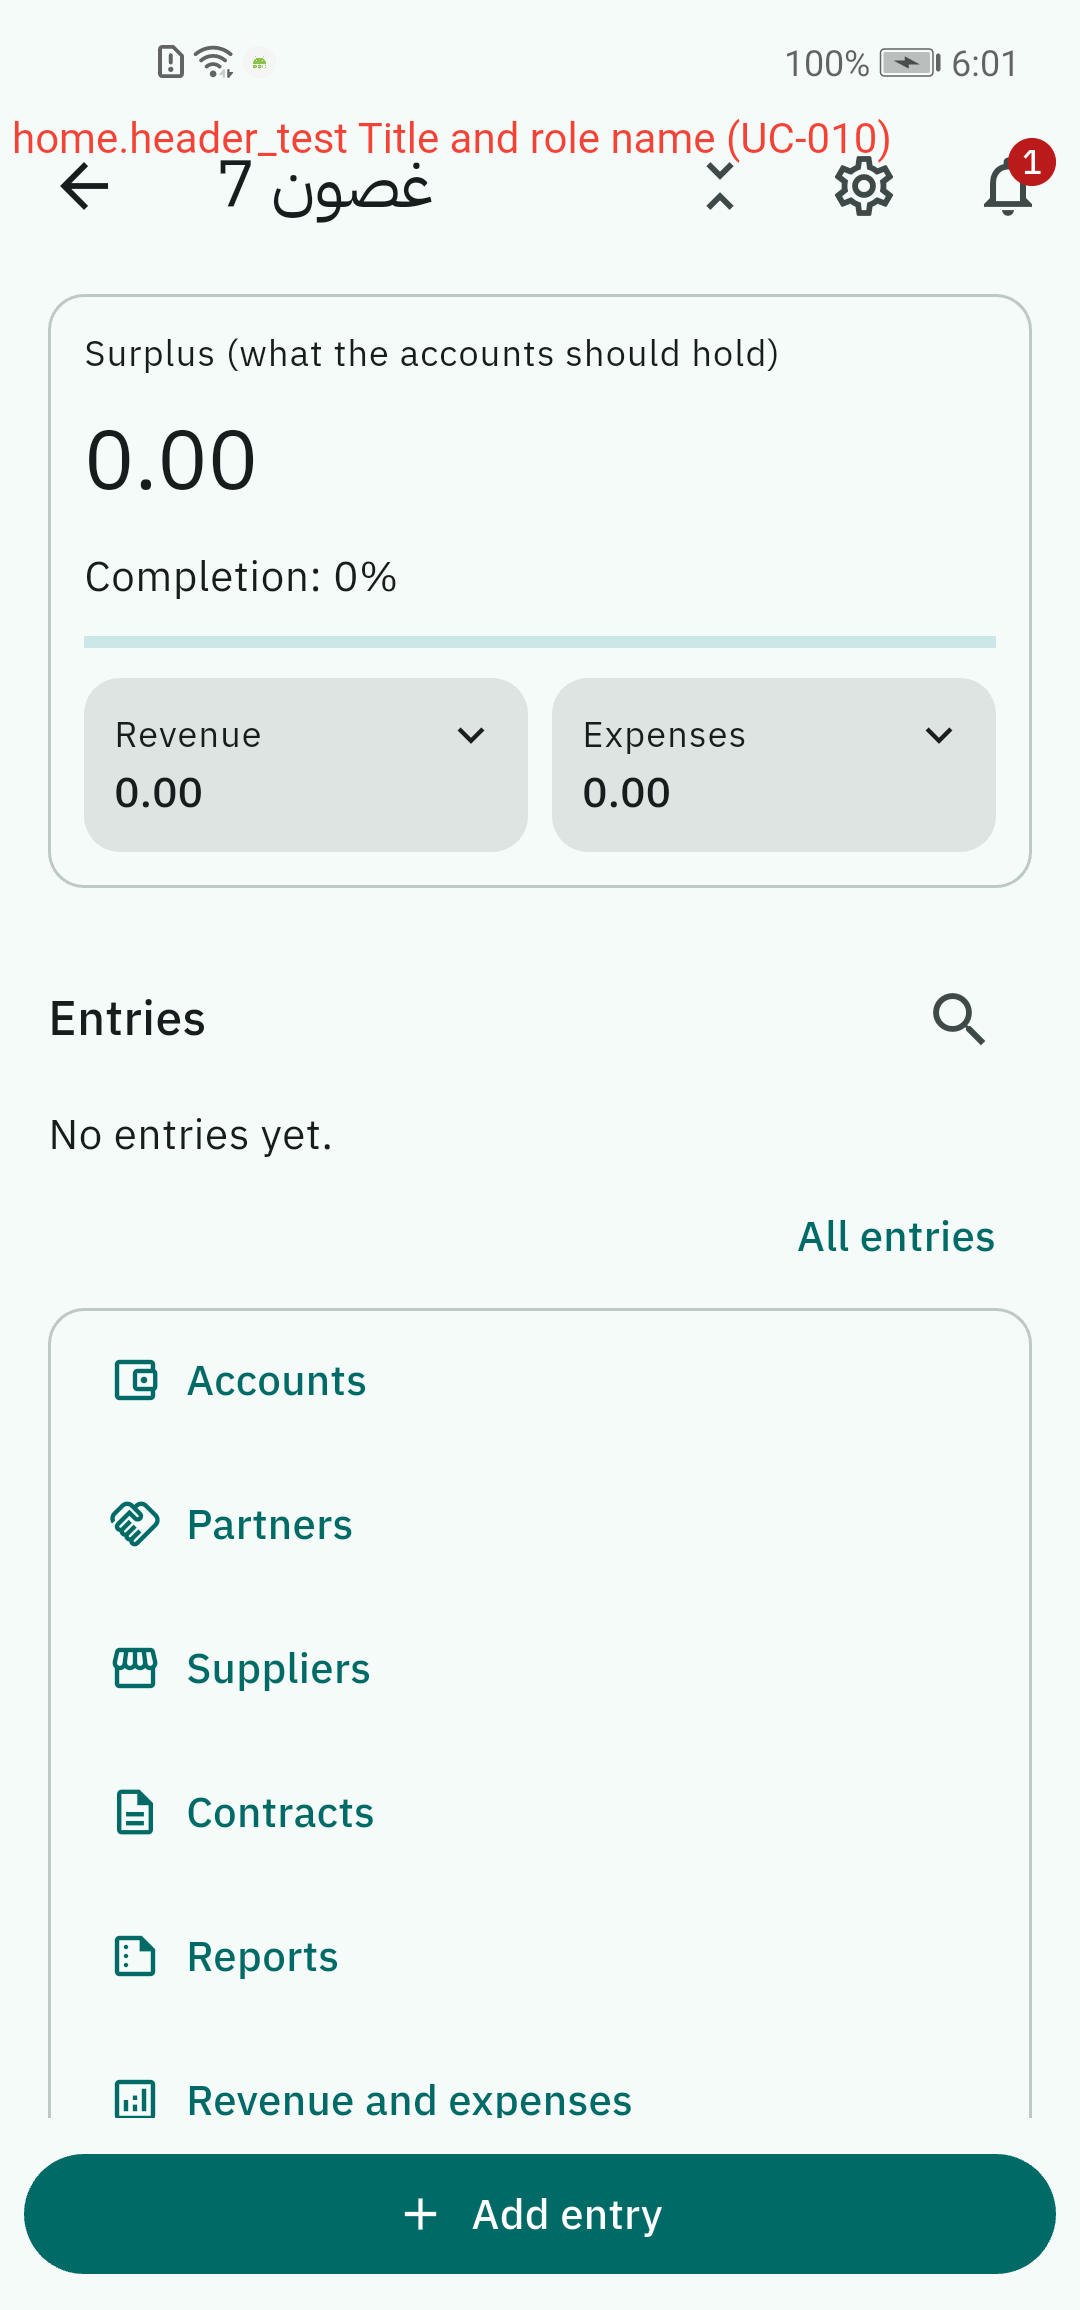 100% 6:01
home.header_test Title and role name (UC-010)
غصون 7
1
Surplus (what the accounts should hold)
0.00
Completion: 0%
Revenue
0.00
Expenses
0.00
Entries
No entries yet.
All entries
Accounts
Partners
Suppliers
Contracts
Reports
Revenue and expenses
Add entry